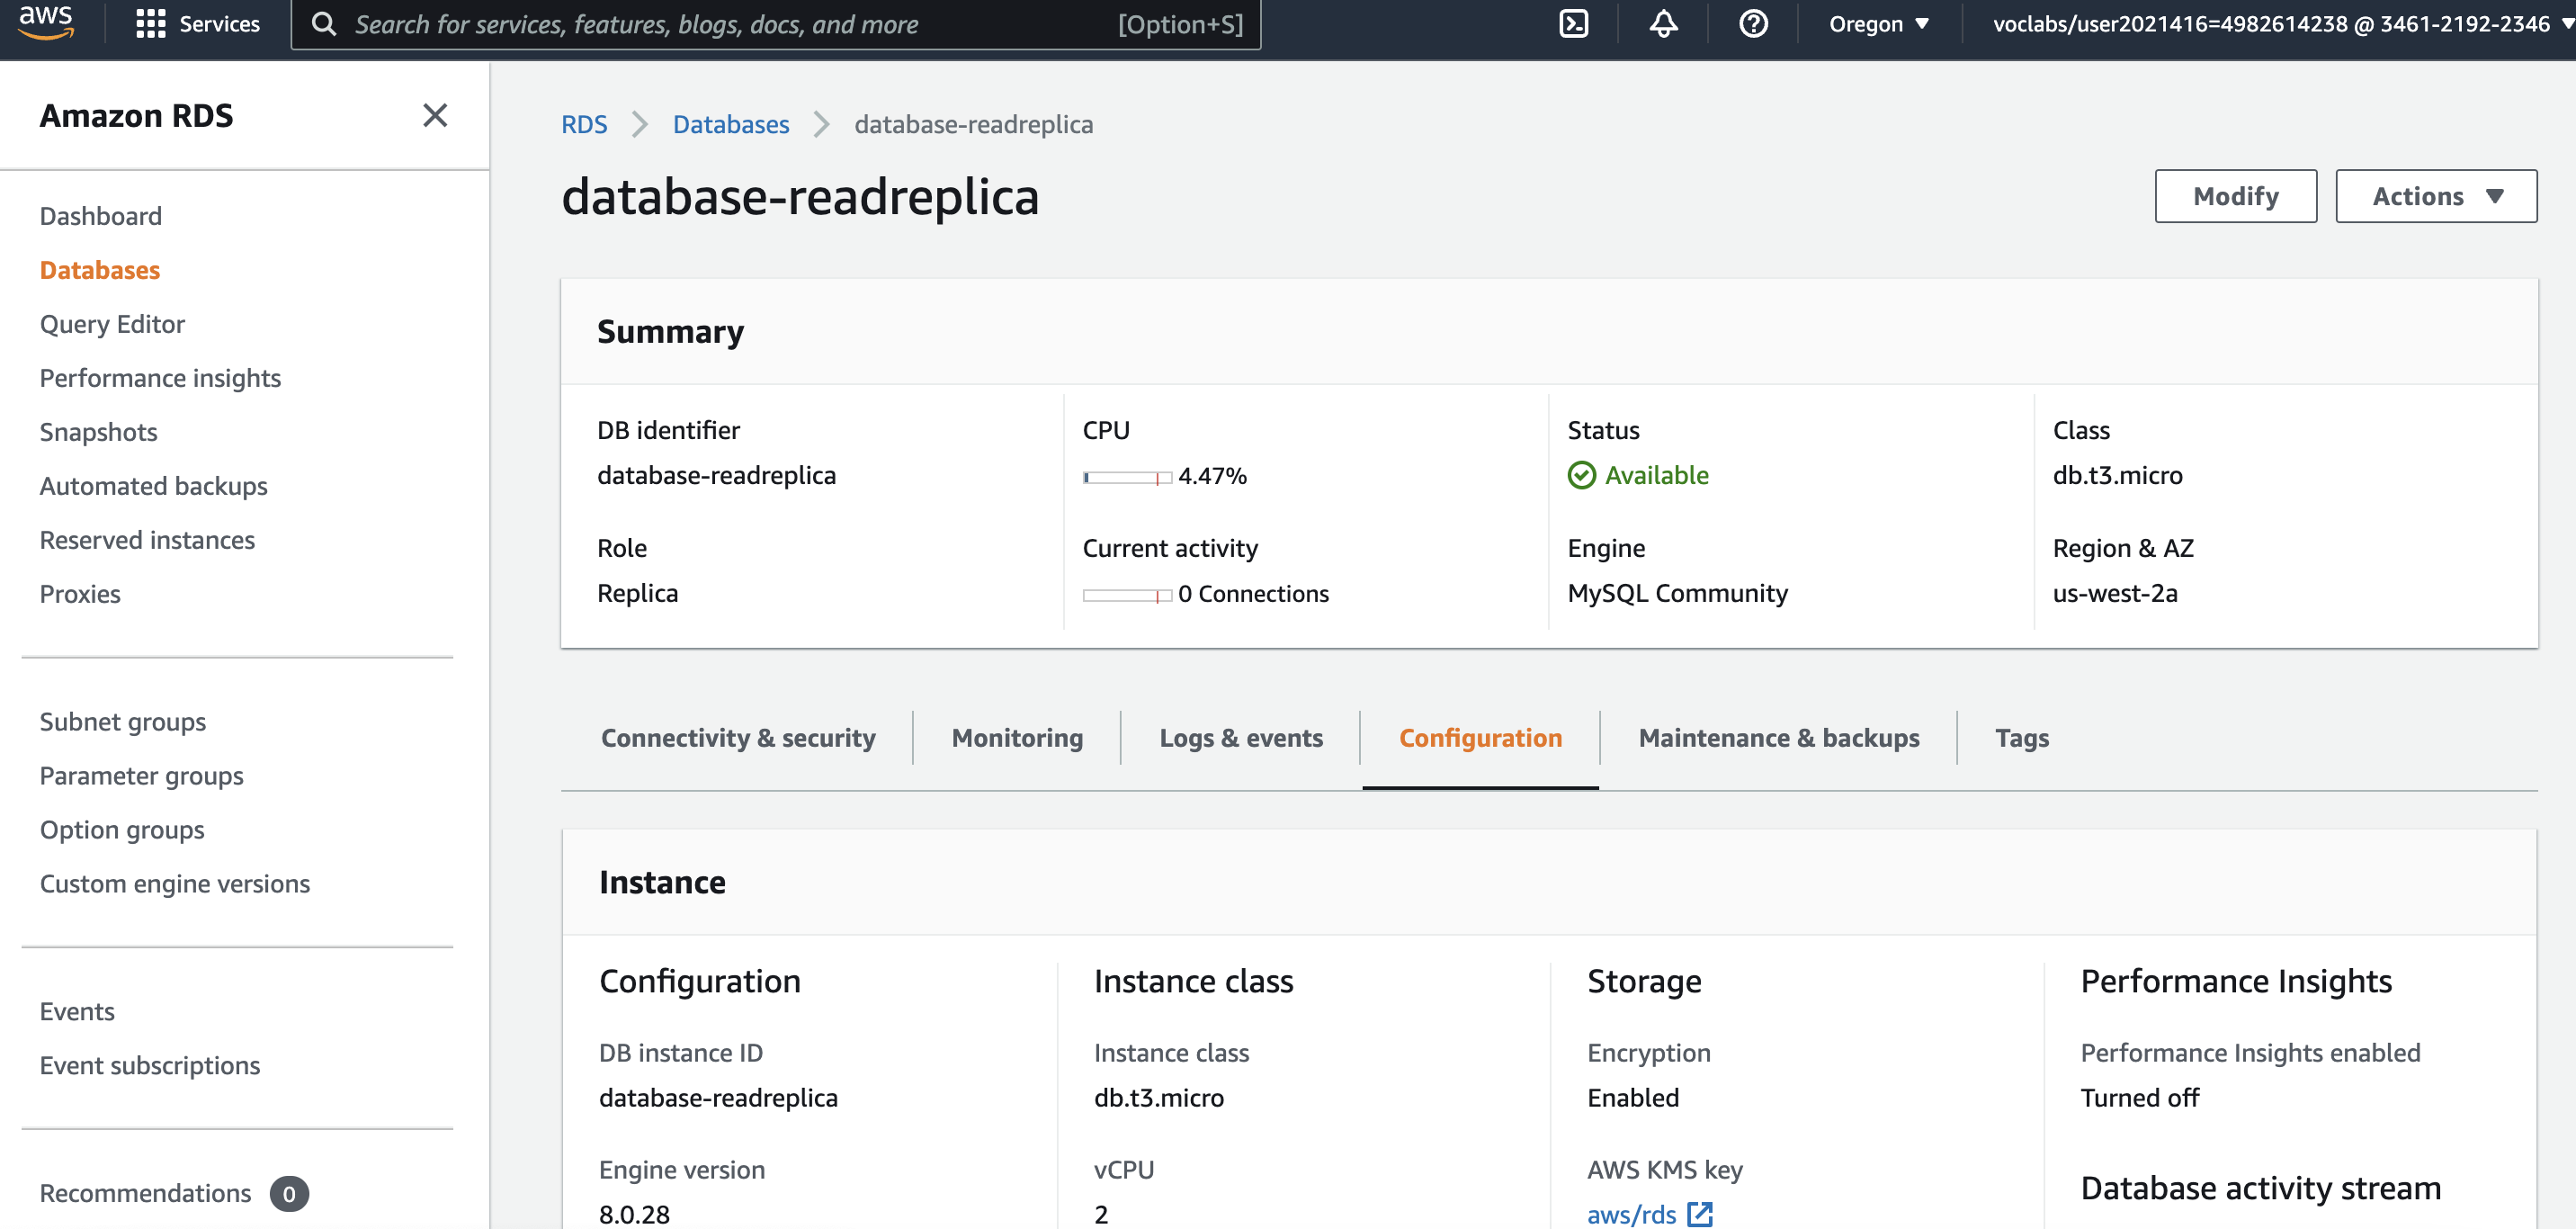 aws
Services
Search for services, features, blogs, docs, and more
[Option+S]
Oregon
voclabs/user2021416=4982614238 @ 3461-2192-2346
Amazon RDS
Dashboard
Databases
Query Editor
Performance insights
Snapshots
Automated backups
Reserved instances
Proxies
Subnet groups
Parameter groups
Option groups
Custom engine versions
Events
Event subscriptions
Recommendations 0
RDS > Databases > database-readreplica
database-readreplica
Modify
Actions
Summary
DB identifier
database-readreplica
CPU
4.47%
Status
Available
Class
db.t3.micro
Role
Replica
Current activity
0 Connections
Engine
MySQL Community
Region & AZ
us-west-2a
Connectivity & security
Monitoring
Logs & events
Configuration
Maintenance & backups
Tags
Instance
Configuration
DB instance ID
database-readreplica
Engine version
8.0.28
Instance class
Instance class
db.t3.micro
vCPU
2
Storage
Encryption
Enabled
AWS KMS key
aws/rds
Performance Insights
Performance Insights enabled
Turned off
Database activity stream